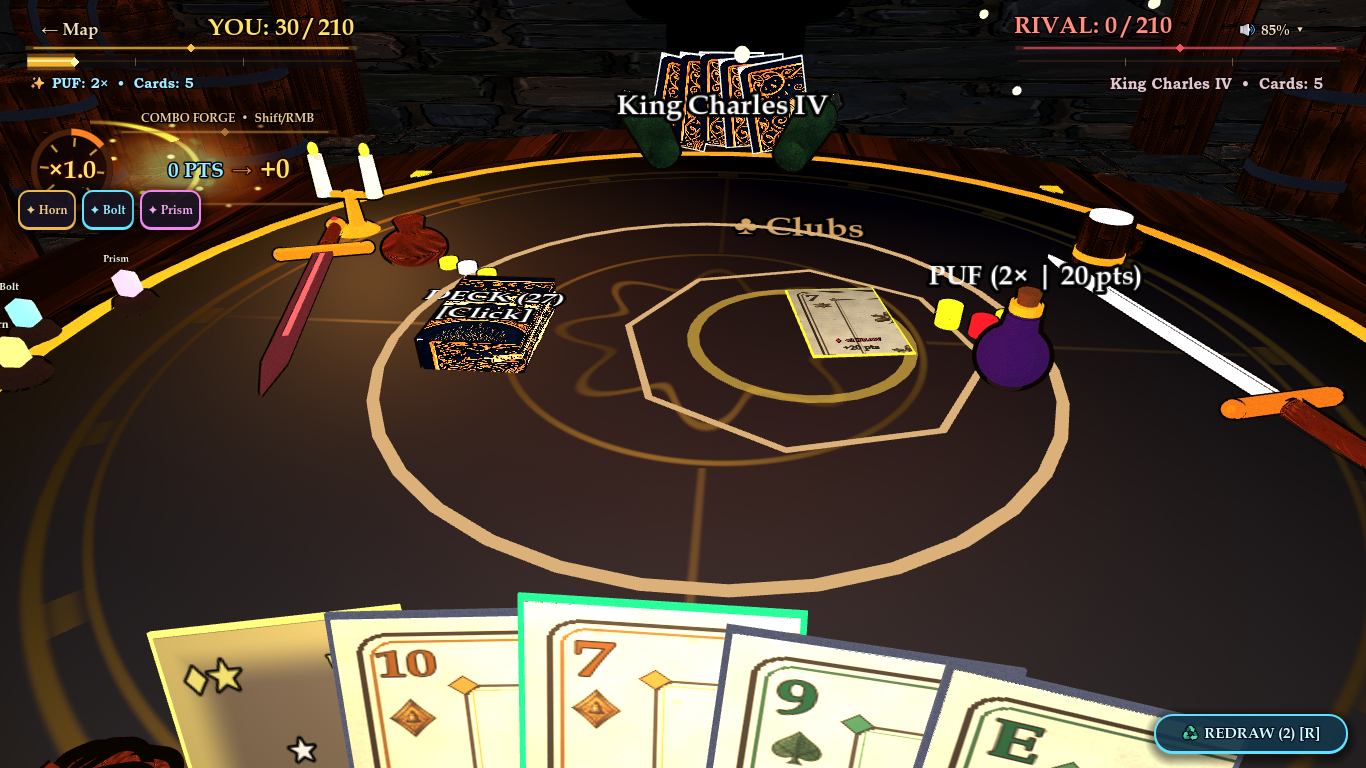 ← Map
YOU: 30 / 210
PUF: 2× • Cards: 5
COMBO FORGE • Shift/RMB
×1.0
0 PTS → +0
✦ Horn
✦ Bolt
✦ Prism
Prism
Bolt
King Charles IV
RIVAL: 0 / 210
85%
King Charles IV • Cards: 5
♣ Clubs
PUF (2× | 20 pts)
DECK (27)
[Click]
7
+20 pts
10
7
9
E
REDRAW (2) [R]